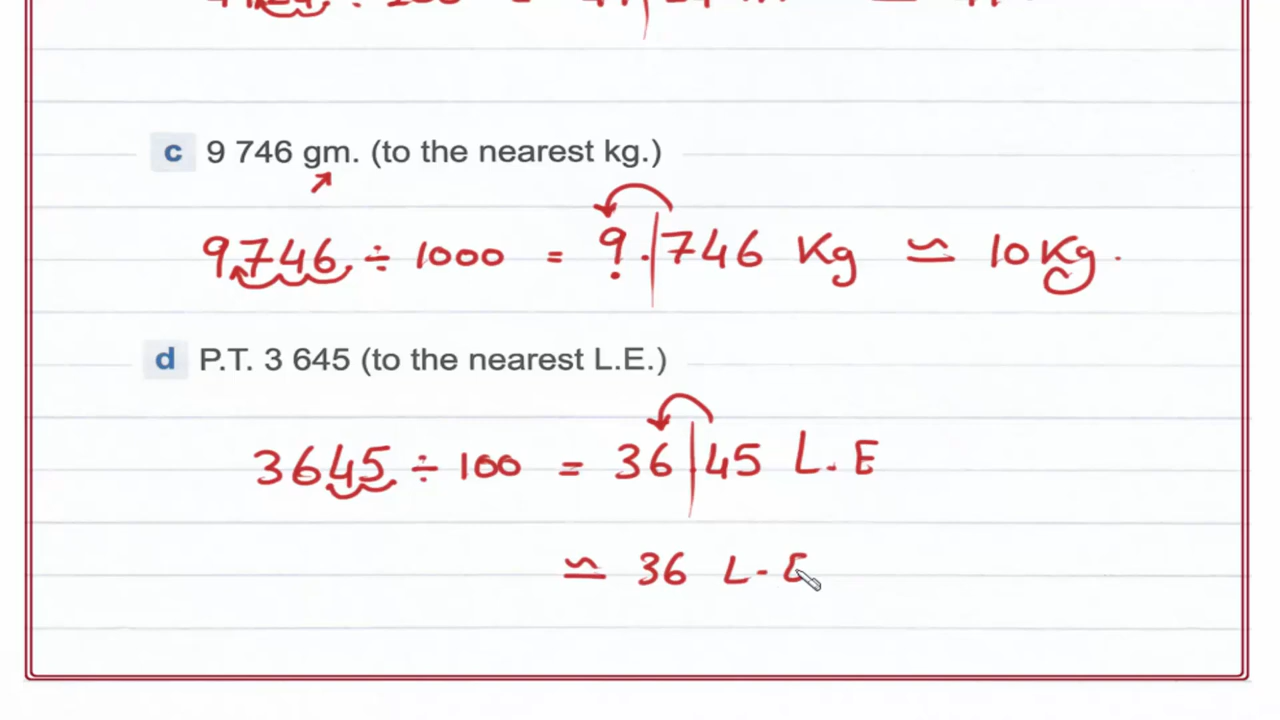 c 9 746 gm. (to the nearest kg.)
9746 ÷ 1000 = 9.746 Kg ≃ 10 Kg.
d P.T. 3 645 (to the nearest L.E.)
3645 ÷ 100 = 36.45 L.E
≃ 36 L.E